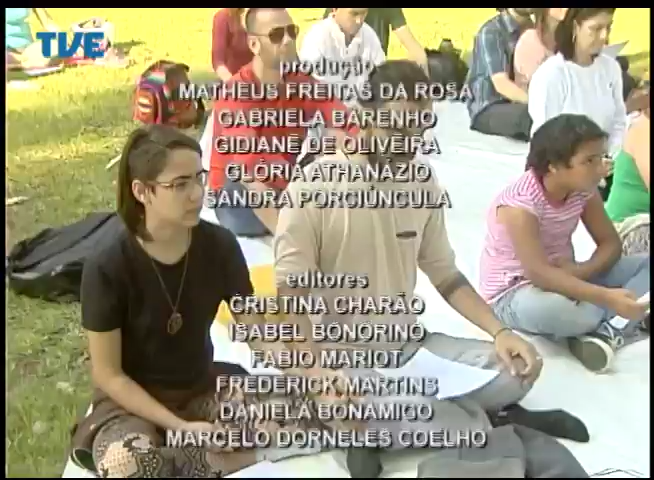 TVE
produção
MATHEUS FREITAS DA ROSA
GABRIELA BARENHO
GIDIANE DE OLIVEIRA
GLÓRIA ATHANÁZIO
SANDRA PORCIÚNCULA
editores
CRISTINA CHARÃO
ISABEL BONORINO
FABIO MARIOT
FREDERICK MARTINS
DANIELA BONAMIGO
MARCELO DORNELES COELHO